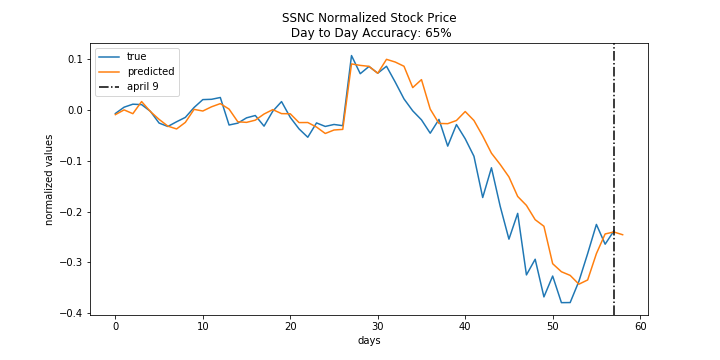 SSNC Normalized Stock Price
Day to Day Accuracy: 65%
true
predicted
april 9
0.1
0.0
−0.1
−0.2
−0.3
−0.4
normalized values
0 10 20 30 40 50 60
days